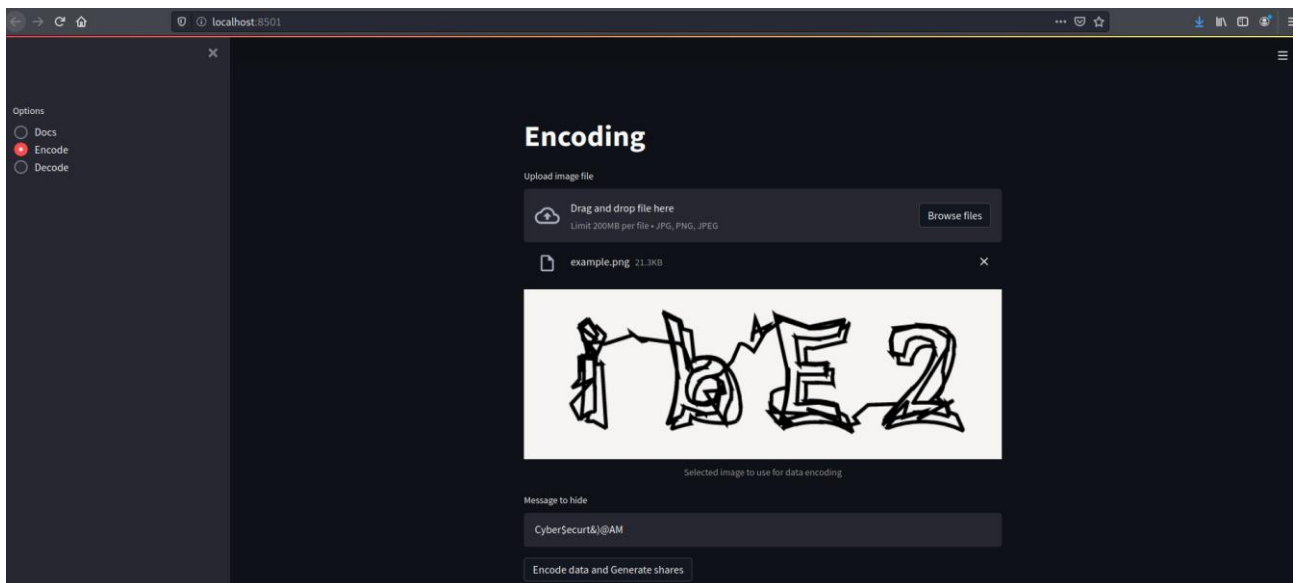 localhost:8501
Options
Docs
Encode
Decode
Encoding
Upload image file
Drag and drop file here
Limit 200MB per file • JPG, PNG, JPEG
Browse files
example.png 21.3KB
ibE2
Selected image to use for data encoding
Message to hide
Cyber$ecurt&)@AM
Encode data and Generate shares